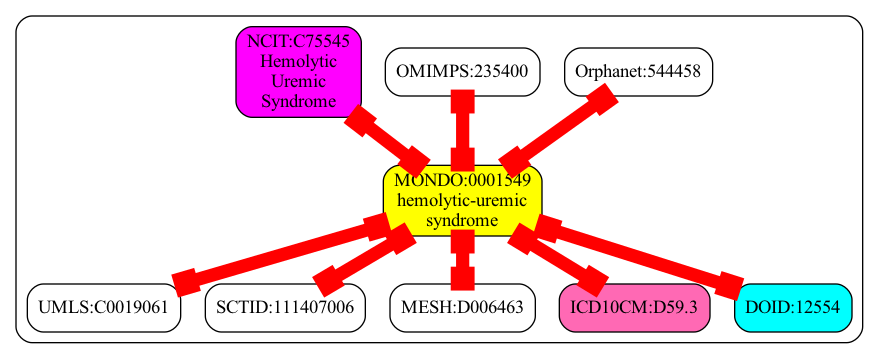 NCIT:C75545
Hemolytic
Uremic
Syndrome
OMIMPS:235400
Orphanet:544458
MONDO:0001549
hemolytic-uremic
syndrome
UMLS:C0019061
SCTID:111407006
MESH:D006463
ICD10CM:D59.3
DOID:12554